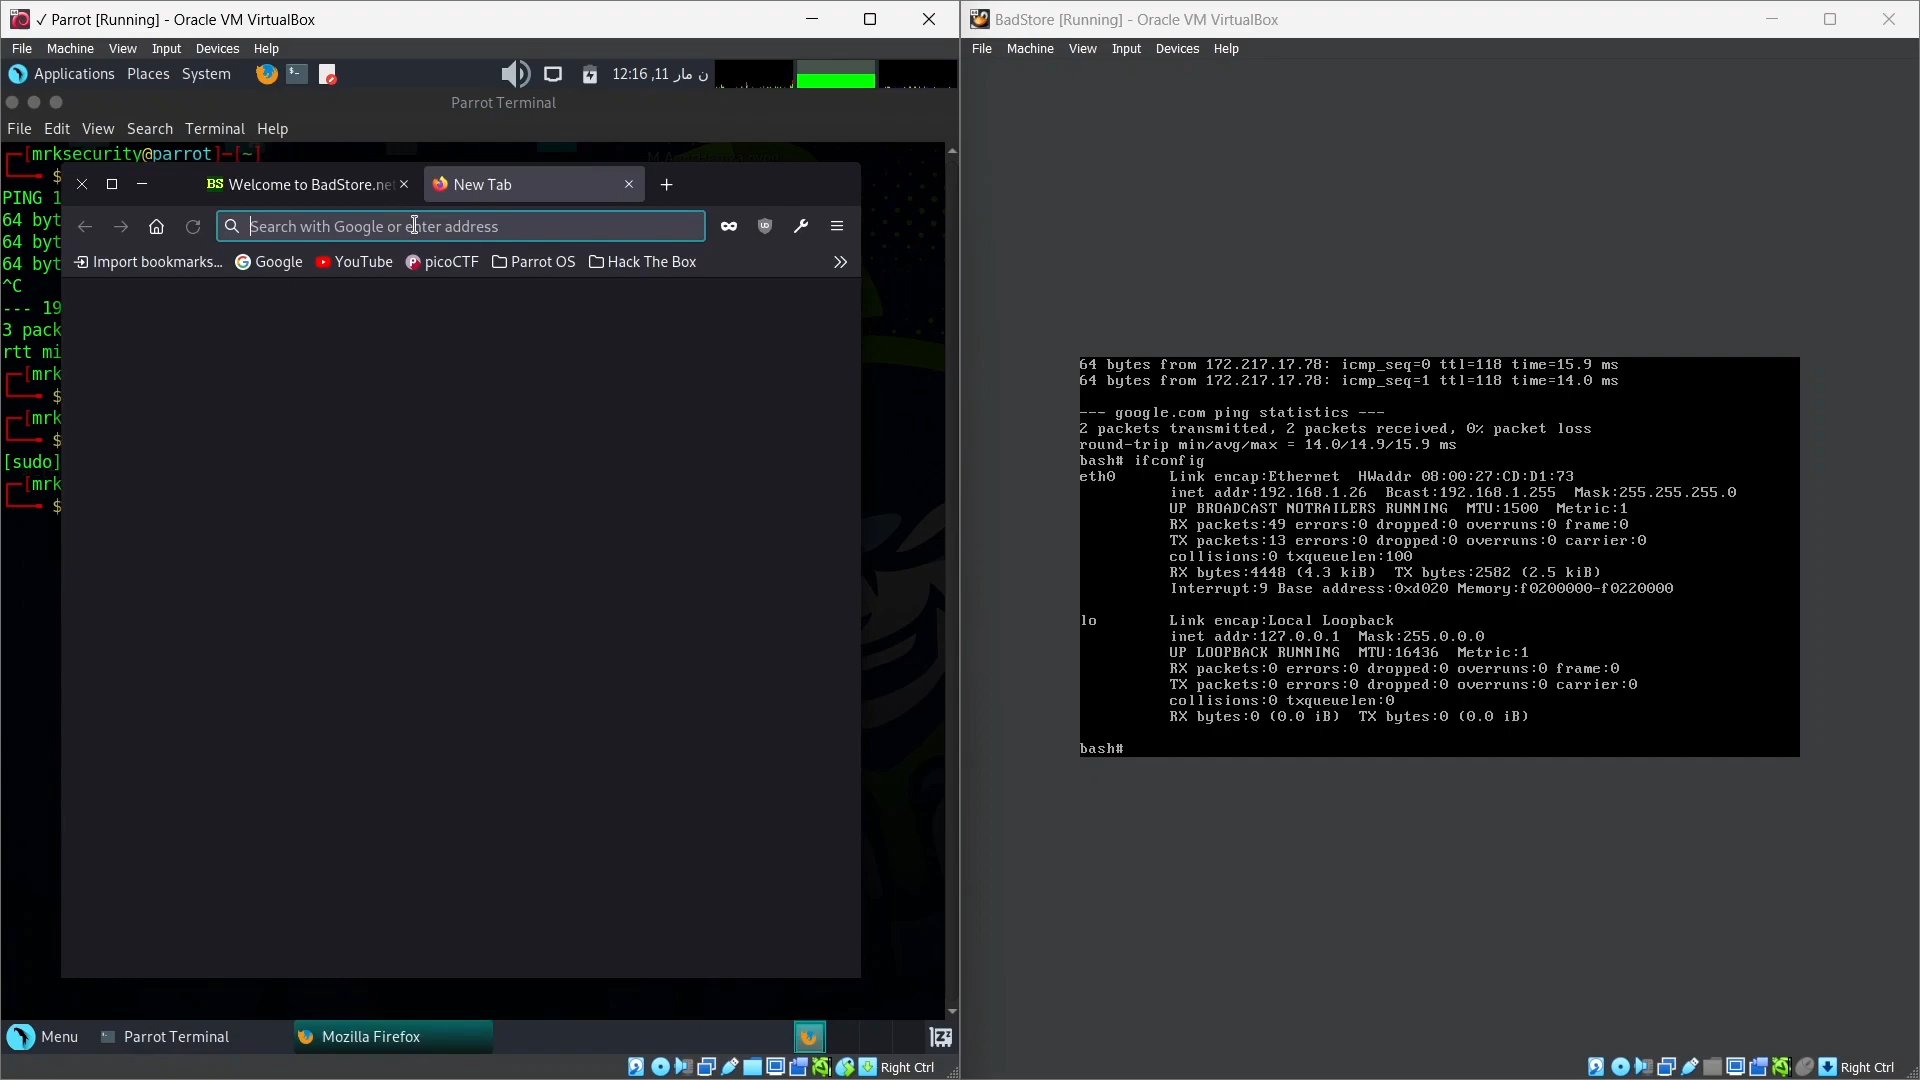 ✓ Parrot [Running] - Oracle VM VirtualBox
File Machine View Input Devices Help
Applications Places System
12:16 ,11 مار ن
Parrot Terminal
File Edit View Search Terminal Help
┌─[mrksecurity@parrot]─[~]
└──╼ $
PING 1
64 byt
64 byt
64 byt
^C
--- 19
3 pack
rtt mi
┌─[mrk
└──╼ $
┌─[mrk
└──╼ $
[sudo]
┌─[mrk
└──╼ $
BS Welcome to BadStore.net
New Tab
Search with Google or enter address
Import bookmarks... Google YouTube picoCTF Parrot OS Hack The Box
Menu Parrot Terminal Mozilla Firefox
Right Ctrl
BadStore [Running] - Oracle VM VirtualBox
File Machine View Input Devices Help
64 bytes from 172.217.17.78: icmp_seq=0 ttl=118 time=15.9 ms
64 bytes from 172.217.17.78: icmp_seq=1 ttl=118 time=14.0 ms
--- google.com ping statistics ---
2 packets transmitted, 2 packets received, 0% packet loss
round-trip min/avg/max = 14.0/14.9/15.9 ms
bash# ifconfig
eth0 Link encap:Ethernet HWaddr 08:00:27:CD:D1:73
inet addr:192.168.1.26 Bcast:192.168.1.255 Mask:255.255.255.0
UP BROADCAST NOTRAILERS RUNNING MTU:1500 Metric:1
RX packets:49 errors:0 dropped:0 overruns:0 frame:0
TX packets:13 errors:0 dropped:0 overruns:0 carrier:0
collisions:0 txqueuelen:100
RX bytes:4448 (4.3 kiB) TX bytes:2582 (2.5 kiB)
Interrupt:9 Base address:0xd020 Memory:f0200000-f0220000
lo Link encap:Local Loopback
inet addr:127.0.0.1 Mask:255.0.0.0
UP LOOPBACK RUNNING MTU:16436 Metric:1
RX packets:0 errors:0 dropped:0 overruns:0 frame:0
TX packets:0 errors:0 dropped:0 overruns:0 carrier:0
collisions:0 txqueuelen:0
RX bytes:0 (0.0 iB) TX bytes:0 (0.0 iB)
bash#
Right Ctrl